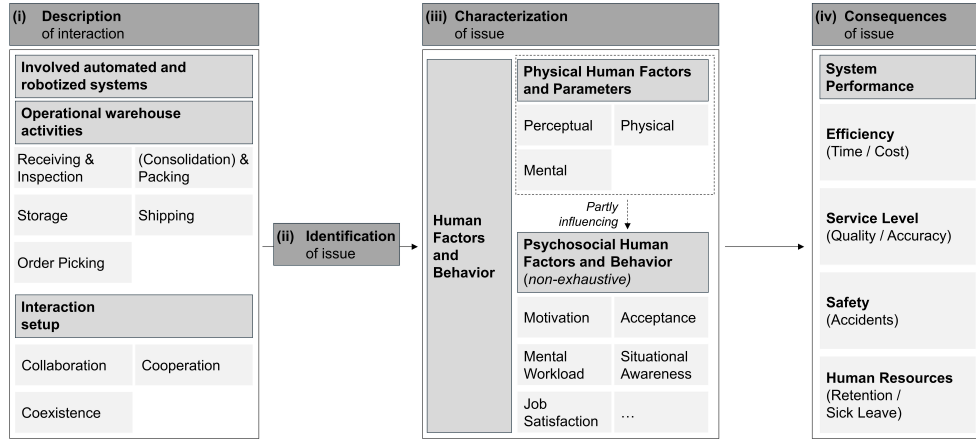 (i) Description
of interaction
Involved automated and
robotized systems
Operational warehouse
activities
Receiving &
Inspection
(Consolidation) &
Packing
Storage
Shipping
Order Picking
Interaction
setup
Collaboration
Cooperation
Coexistence
(ii) Identification
of issue
(iii) Characterization
of issue
Human
Factors
and
Behavior
Physical Human Factors
and Parameters
Perceptual
Physical
Mental
Partly
influencing
Psychosocial Human
Factors and Behavior
(non-exhaustive)
Motivation
Acceptance
Mental
Workload
Situational
Awareness
Job
Satisfaction
…
(iv) Consequences
of issue
System
Performance
Efficiency
(Time / Cost)
Service Level
(Quality / Accuracy)
Safety
(Accidents)
Human Resources
(Retention /
Sick Leave)